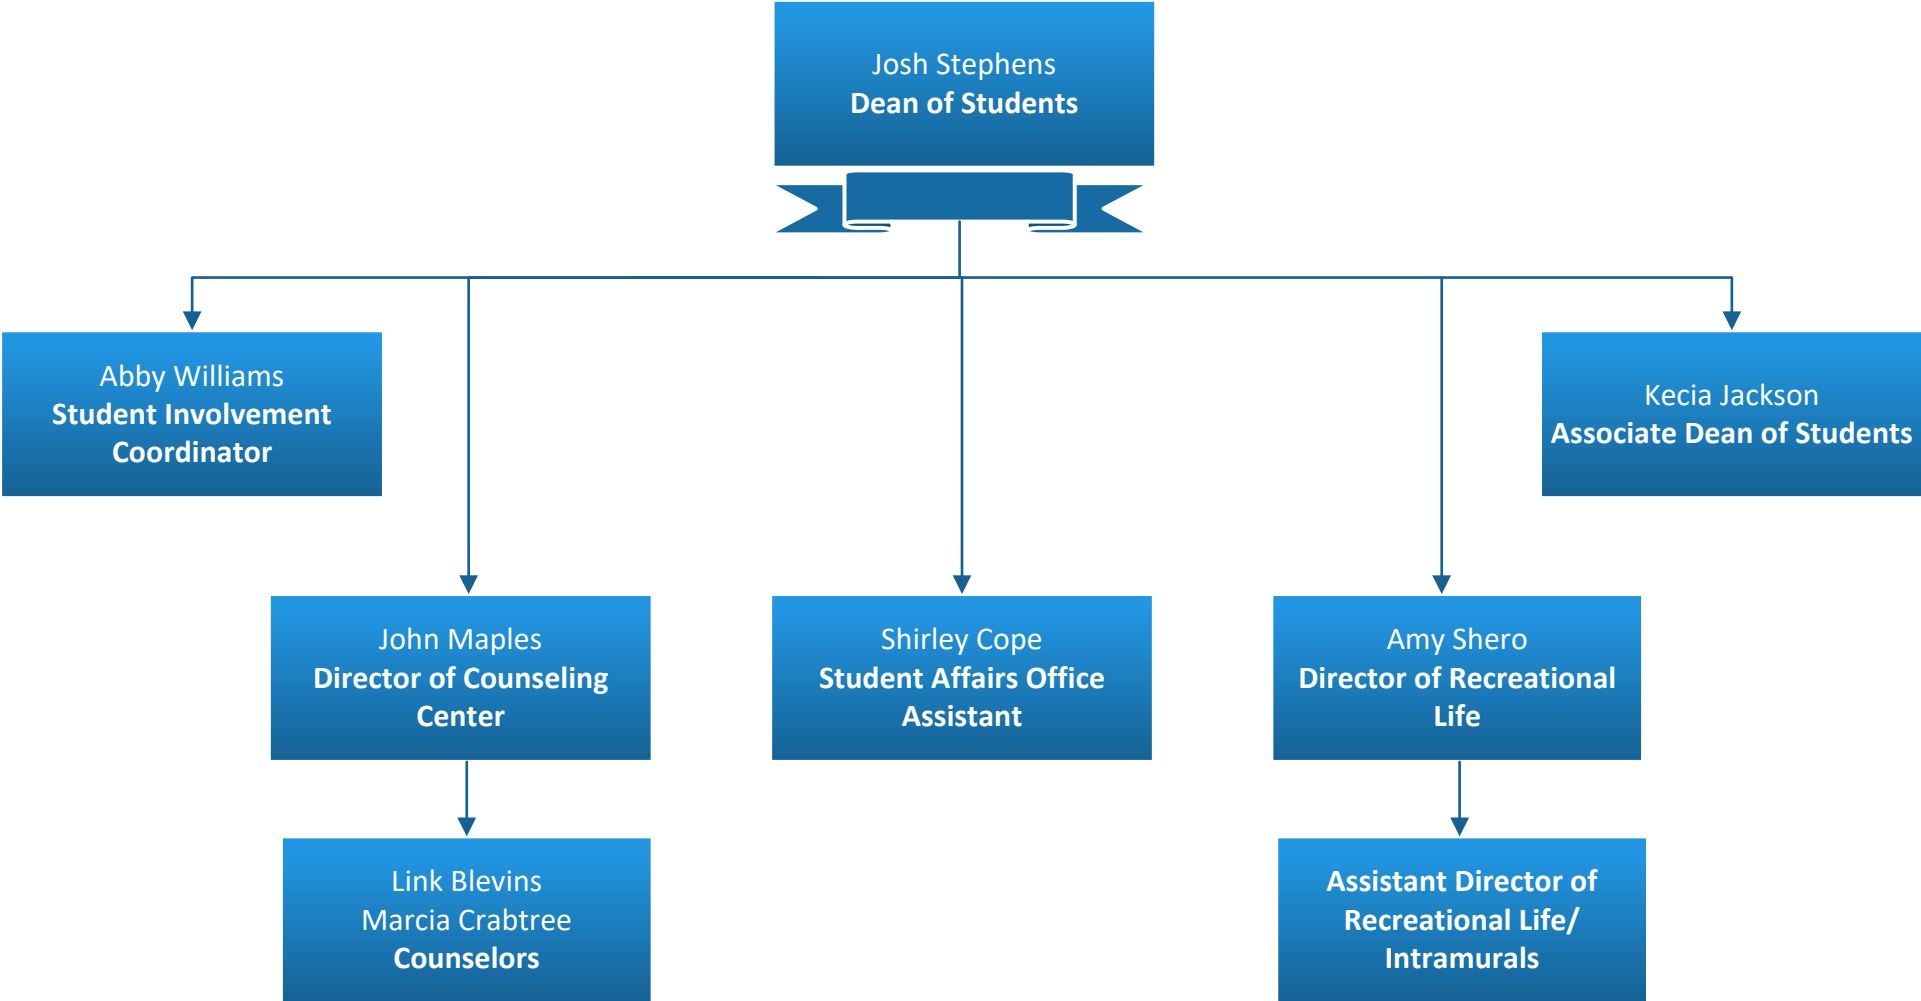 Josh Stephens
Dean of Students
Abby Williams
Student Involvement
Coordinator
Kecia Jackson
Associate Dean of Students
John Maples
Director of Counseling
Center
Shirley Cope
Student Affairs Office
Assistant
Amy Shero
Director of Recreational
Life
Link Blevins
Marcia Crabtree
Counselors
Assistant Director of
Recreational Life/
Intramurals